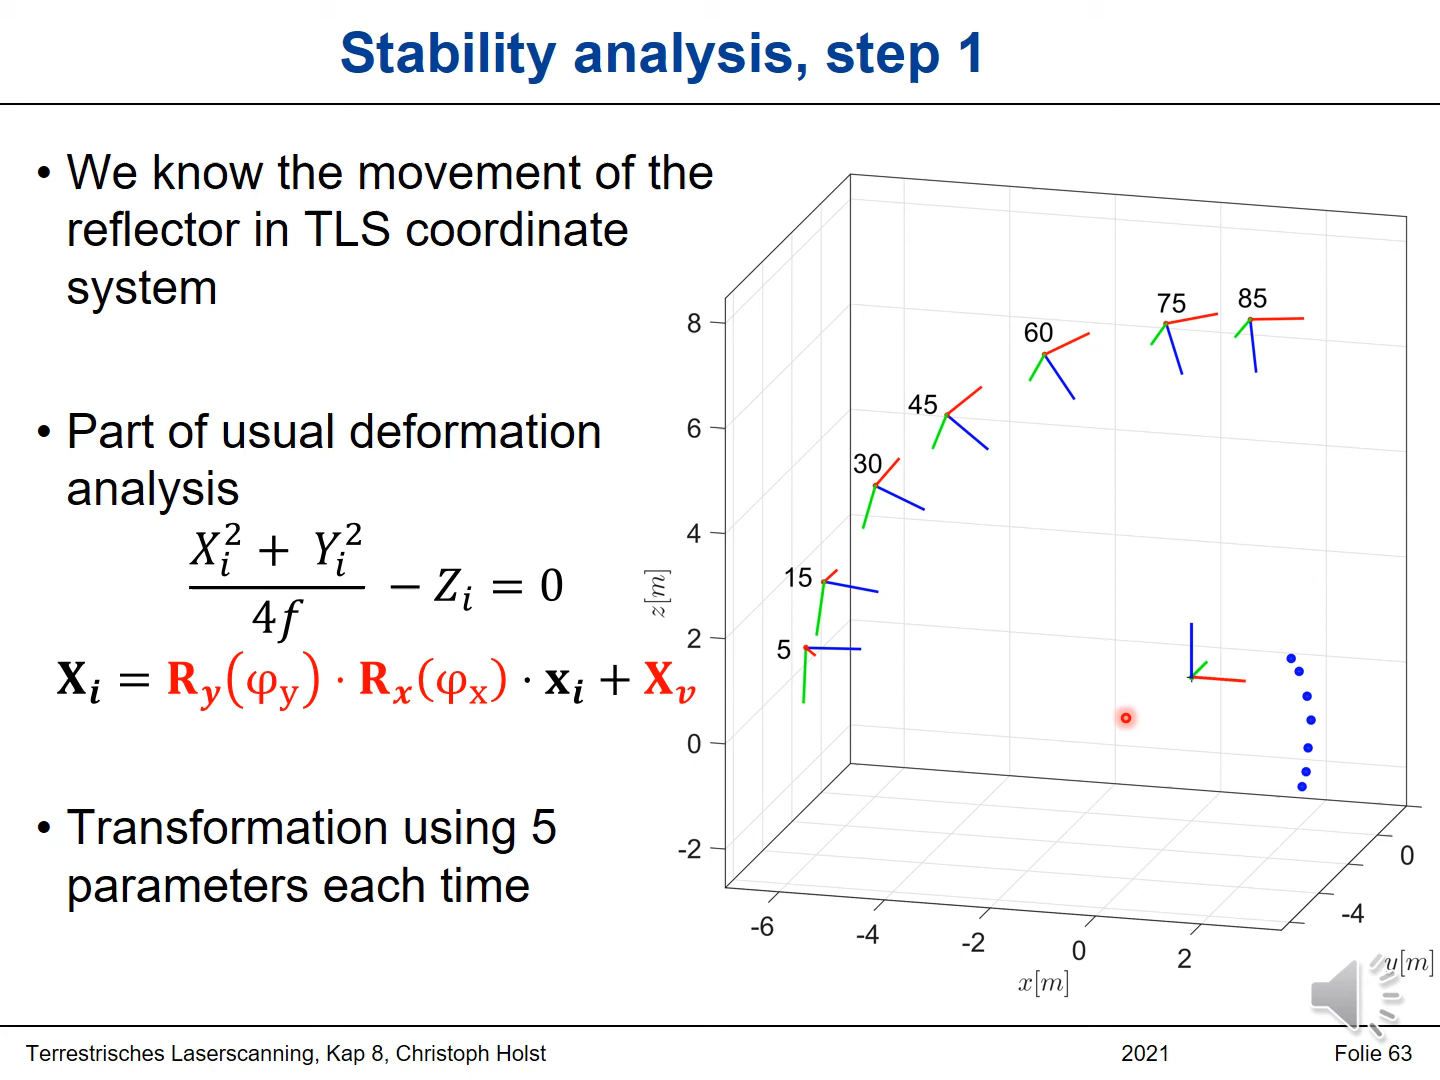 Stability analysis, step 1
• We know the movement of the
reflector in TLS coordinate
system
• Part of usual deformation
analysis
(X_i^2 + Y_i^2) / 4f − Z_i = 0
𝐗_i = 𝐑_y(φ_y) · 𝐑_x(φ_x) · 𝐱_i + 𝐗_v
• Transformation using 5
parameters each time
8
6
4
2
0
-2
z[m]
5
15
30
45
60
75
85
-6
-4
-2
0
2
x[m]
0
-4
y[m]
Terrestrisches Laserscanning, Kap 8, Christoph Holst
2021
Folie 63